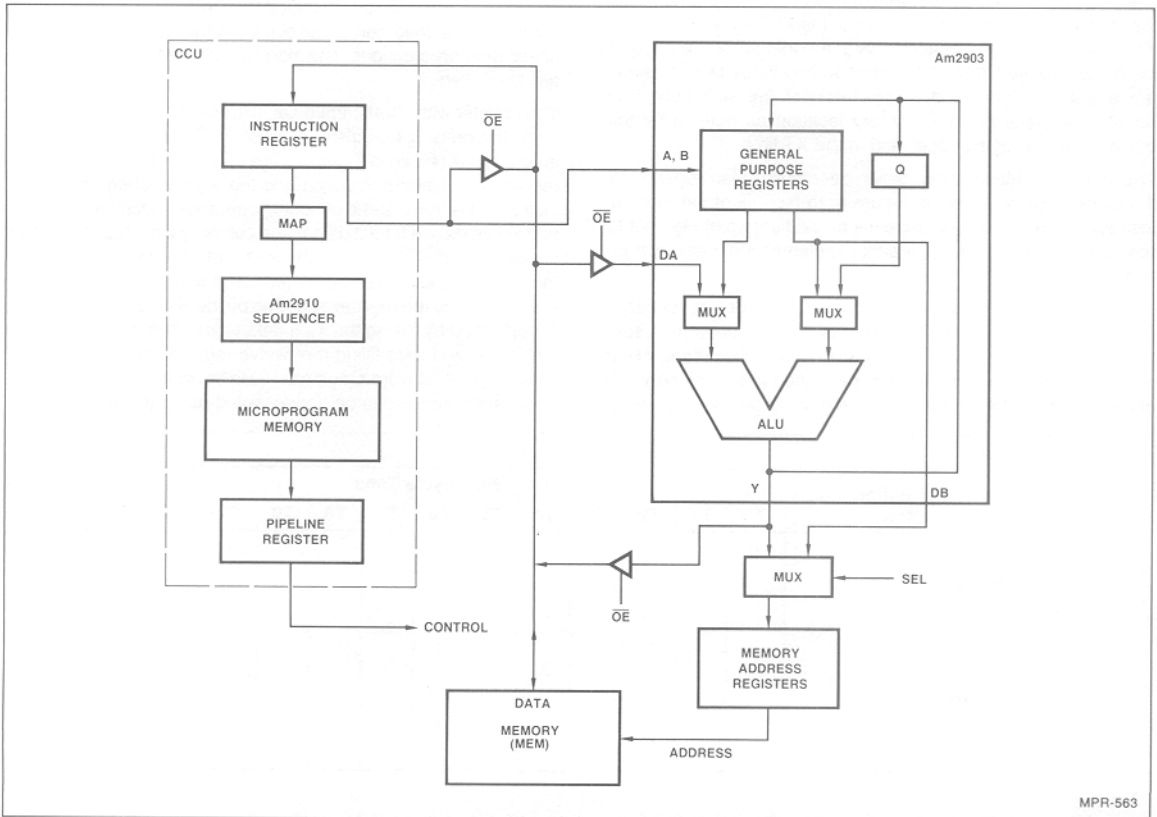 CCU
INSTRUCTION
REGISTER
MAP
Am2910
SEQUENCER
MICROPROGRAM
MEMORY
PIPELINE
REGISTER
CONTROL
OE
OE
OE
Am2903
A, B
GENERAL
PURPOSE
REGISTERS
Q
DA
MUX
MUX
ALU
Y
DB
MUX
SEL
MEMORY
ADDRESS
REGISTERS
DATA
MEMORY
(MEM)
ADDRESS
MPR-563